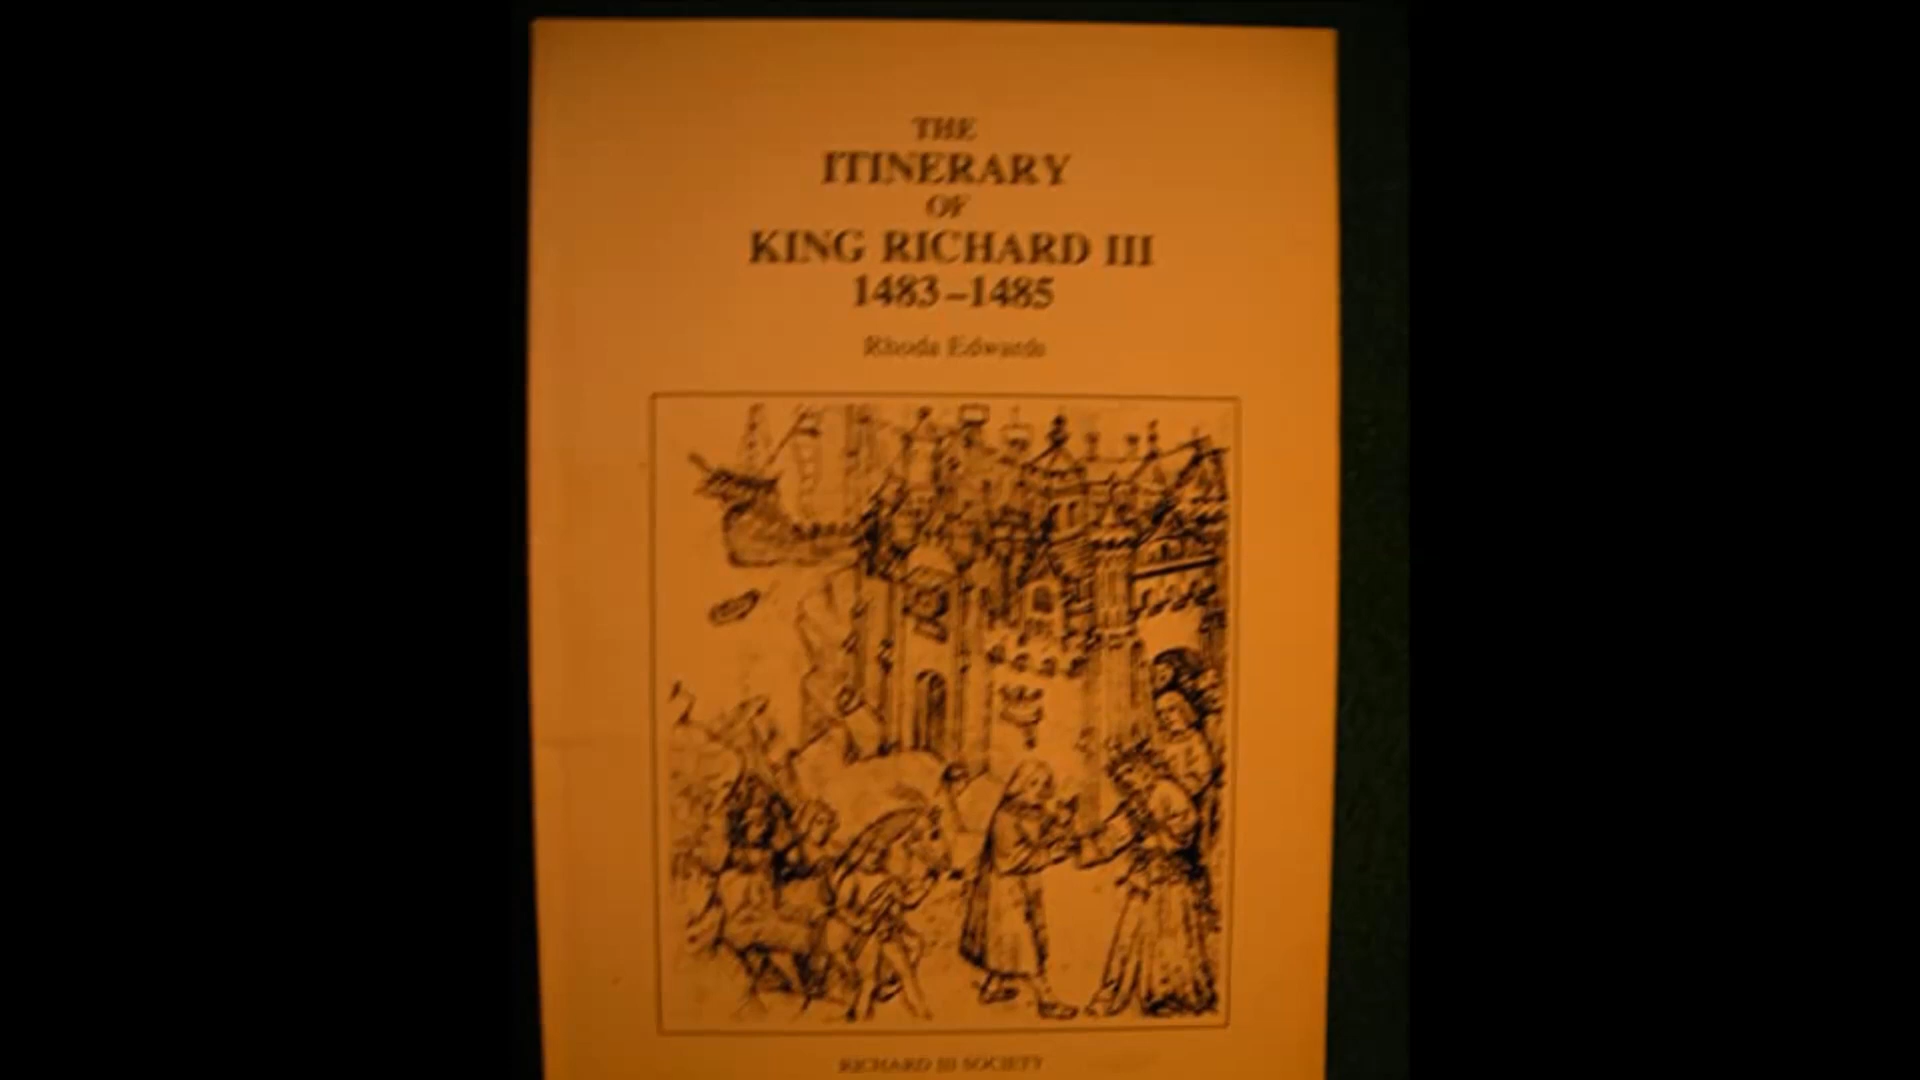 THE
ITINERARY
OF
KING RICHARD III
1483–1485
Rhoda Edwards
RICHARD III SOCIETY